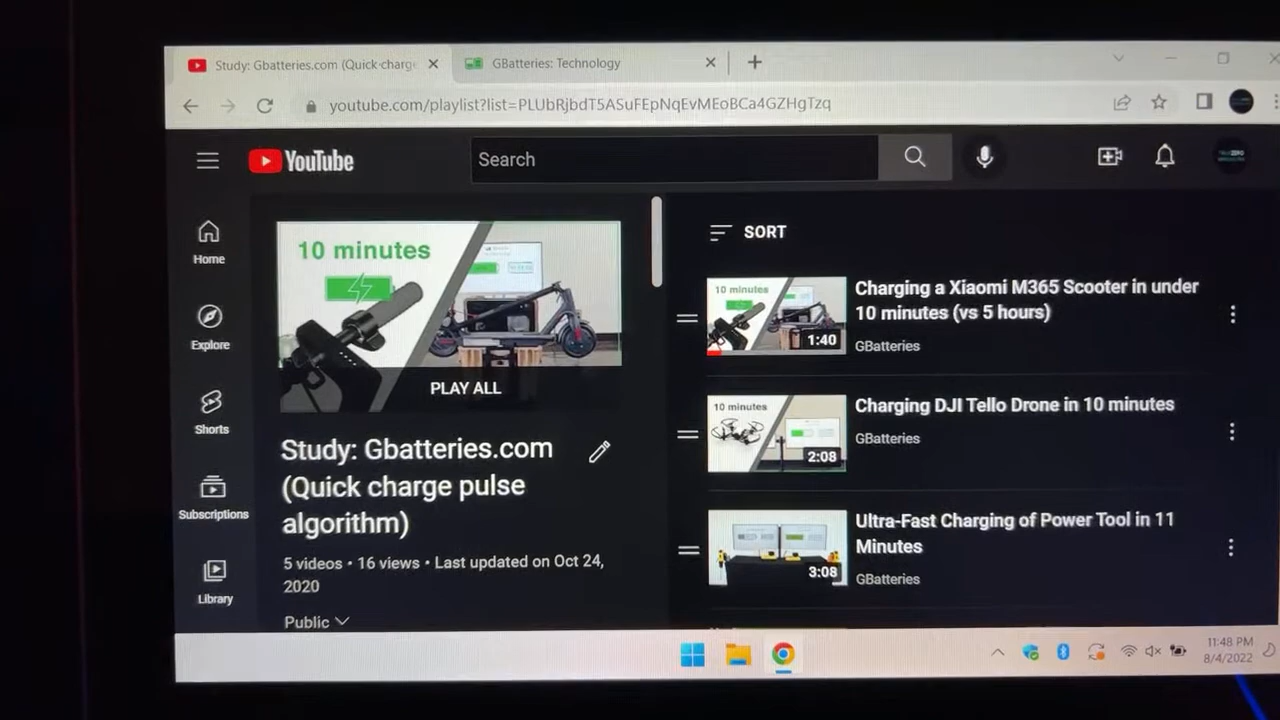 Study: Gbatteries.com (Quick charge
GBatteries: Technology
youtube.com/playlist?list=PLUbRjbdT5ASuFEpNqEvMEoBCa4GZHgTzq
YouTube
Search
Home
Explore
Shorts
Subscriptions
Library
10 minutes
PLAY ALL
Study: Gbatteries.com
(Quick charge pulse
algorithm)
5 videos • 16 views • Last updated on Oct 24,
2020
Public
SORT
10 minutes
1:40
Charging a Xiaomi M365 Scooter in under
10 minutes (vs 5 hours)
GBatteries
10 minutes
2:08
Charging DJI Tello Drone in 10 minutes
GBatteries
3:08
Ultra-Fast Charging of Power Tool in 11
Minutes
GBatteries
11:48 PM
8/4/2022